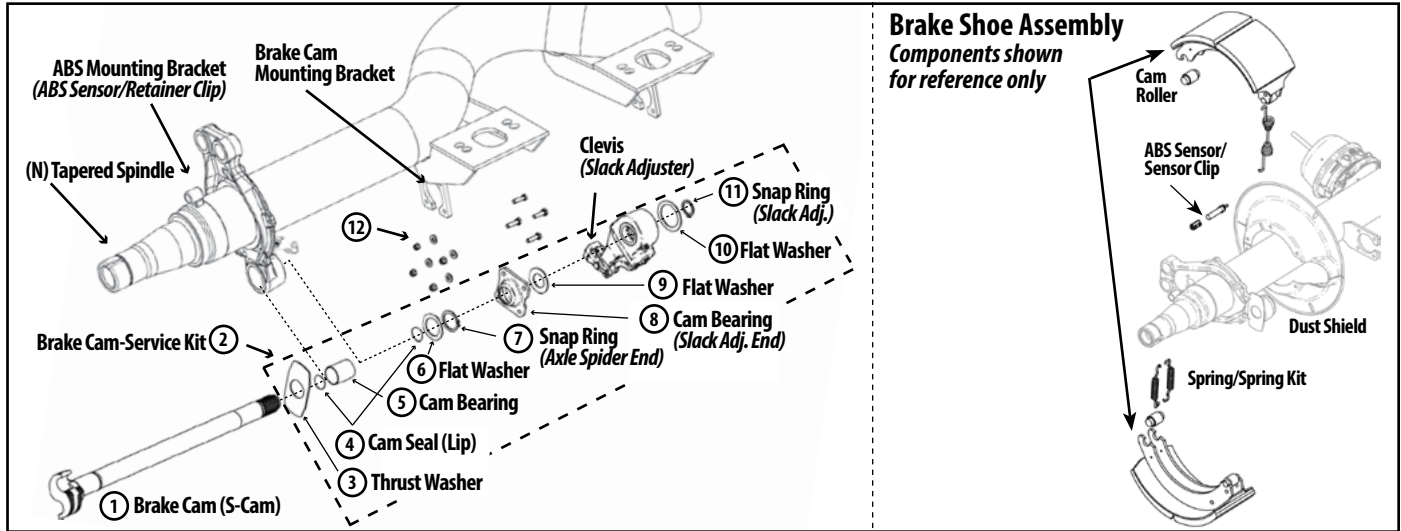 ABS Mounting Bracket
(ABS Sensor/Retainer Clip)
Brake Cam
Mounting Bracket
(N) Tapered Spindle
Clevis
(Slack Adjuster)
11 Snap Ring
(Slack Adj.)
10 Flat Washer
12
9 Flat Washer
8 Cam Bearing
(Slack Adj. End)
7 Snap Ring
(Axle Spider End)
Brake Cam-Service Kit 2
6 Flat Washer
5 Cam Bearing
4 Cam Seal (Lip)
3 Thrust Washer
1 Brake Cam (S-Cam)
Brake Shoe Assembly
Components shown
for reference only
Cam
Roller
ABS Sensor/
Sensor Clip
Dust Shield
Spring/Spring Kit